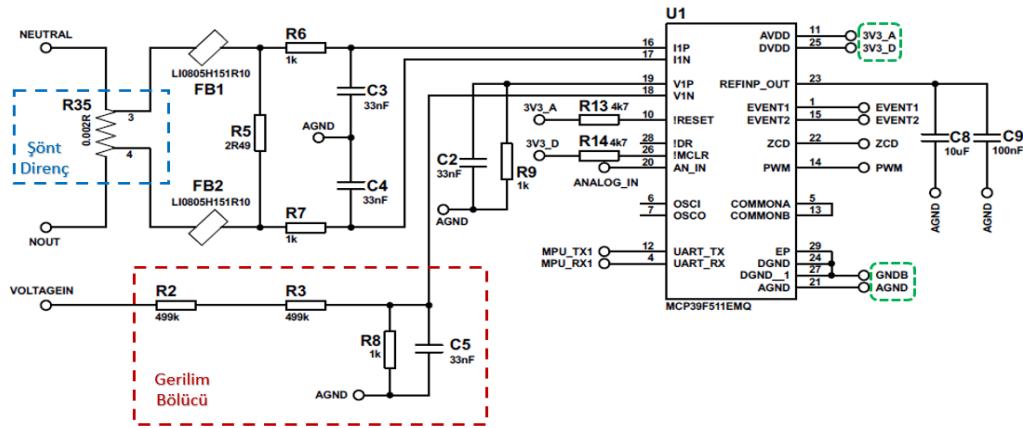 NEUTRAL
R35
0.002R
3
4
Şönt
Direnç
NOUT
LI0805H151R10
FB1
FB2
LI0805H151R10
R5
2R49
R6
1k
R7
1k
C3
33nF
AGND
C4
33nF
VOLTAGEIN
R2
499k
R3
499k
R8
1k
C5
33nF
AGND
Gerilim
Bölücü
C2
33nF
AGND
R9
1k
3V3_A
R13 4k7
3V3_D
R14 4k7
ANALOG_IN
MPU_TX1
MPU_RX1
U1
16 I1P
17 I1N
19 V1P
18 V1N
10 !RESET
28 !DR
26 !MCLR
20 AN_IN
6 OSCI
7 OSCO
12 UART_TX
4 UART_RX
AVDD 11 3V3_A
DVDD 25 3V3_D
REFINP_OUT 23
EVENT1 1 EVENT1
EVENT2 15 EVENT2
ZCD 22 ZCD
PWM 14 PWM
COMMONA 5
COMMONB 13
EP 29
DGND 24
DGND__1 27 GNDB
AGND 21 AGND
MCP39F511EMQ
C8
10uF
C9
100nF
AGND
AGND